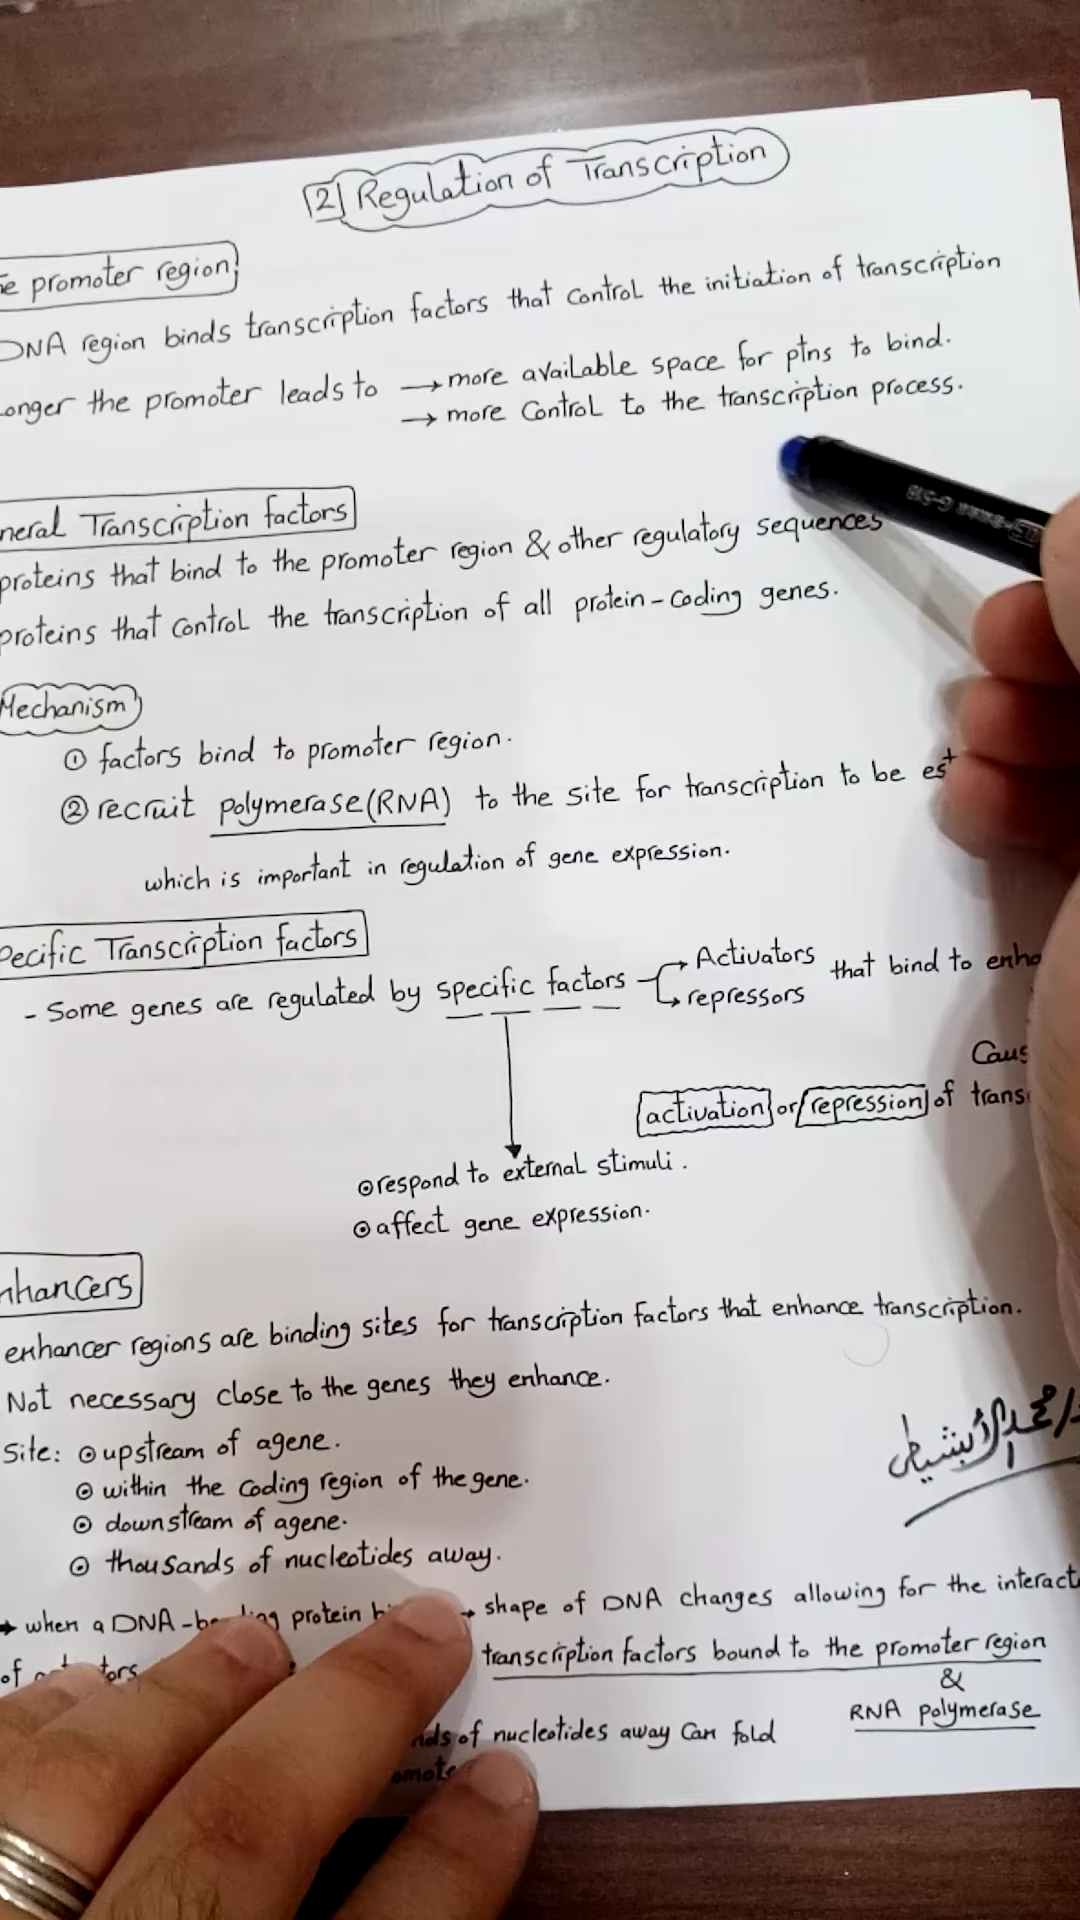 2 Regulation of Transcription
promoter region
DNA region binds transcription factors that control the initiation of transcription
the promoter leads to → more available space for ptns to bind.
→ more control to the transcription process.
Transcription factors
proteins that bind to the promoter region & other regulatory sequences
proteins that control the transcription of all protein-coding genes.
Mechanism
① factors bind to promoter region.
② recruit polymerase(RNA) to the site for transcription to be
which is important in regulation of gene expression.
Transcription factors
- Some genes are regulated by specific factors → Activators that bind to
→ repressors
activation or repression of
⊙ respond to external stimuli.
⊙ affect gene expression.
enhancer regions are binding sites for transcription factors that enhance transcription.
Not necessary close to the genes they enhance.
Site: ⊙ upstream of agene.
⊙ within the coding region of the gene.
⊙ downstream of agene.
⊙ thousands of nucleotides away.
→ when a DNA- protein → shape of DNA changes allowing for the
of transcription factors bound to the promoter region
&
RNA polymerase
of nucleotides away can fold
محمد الأبشيطي